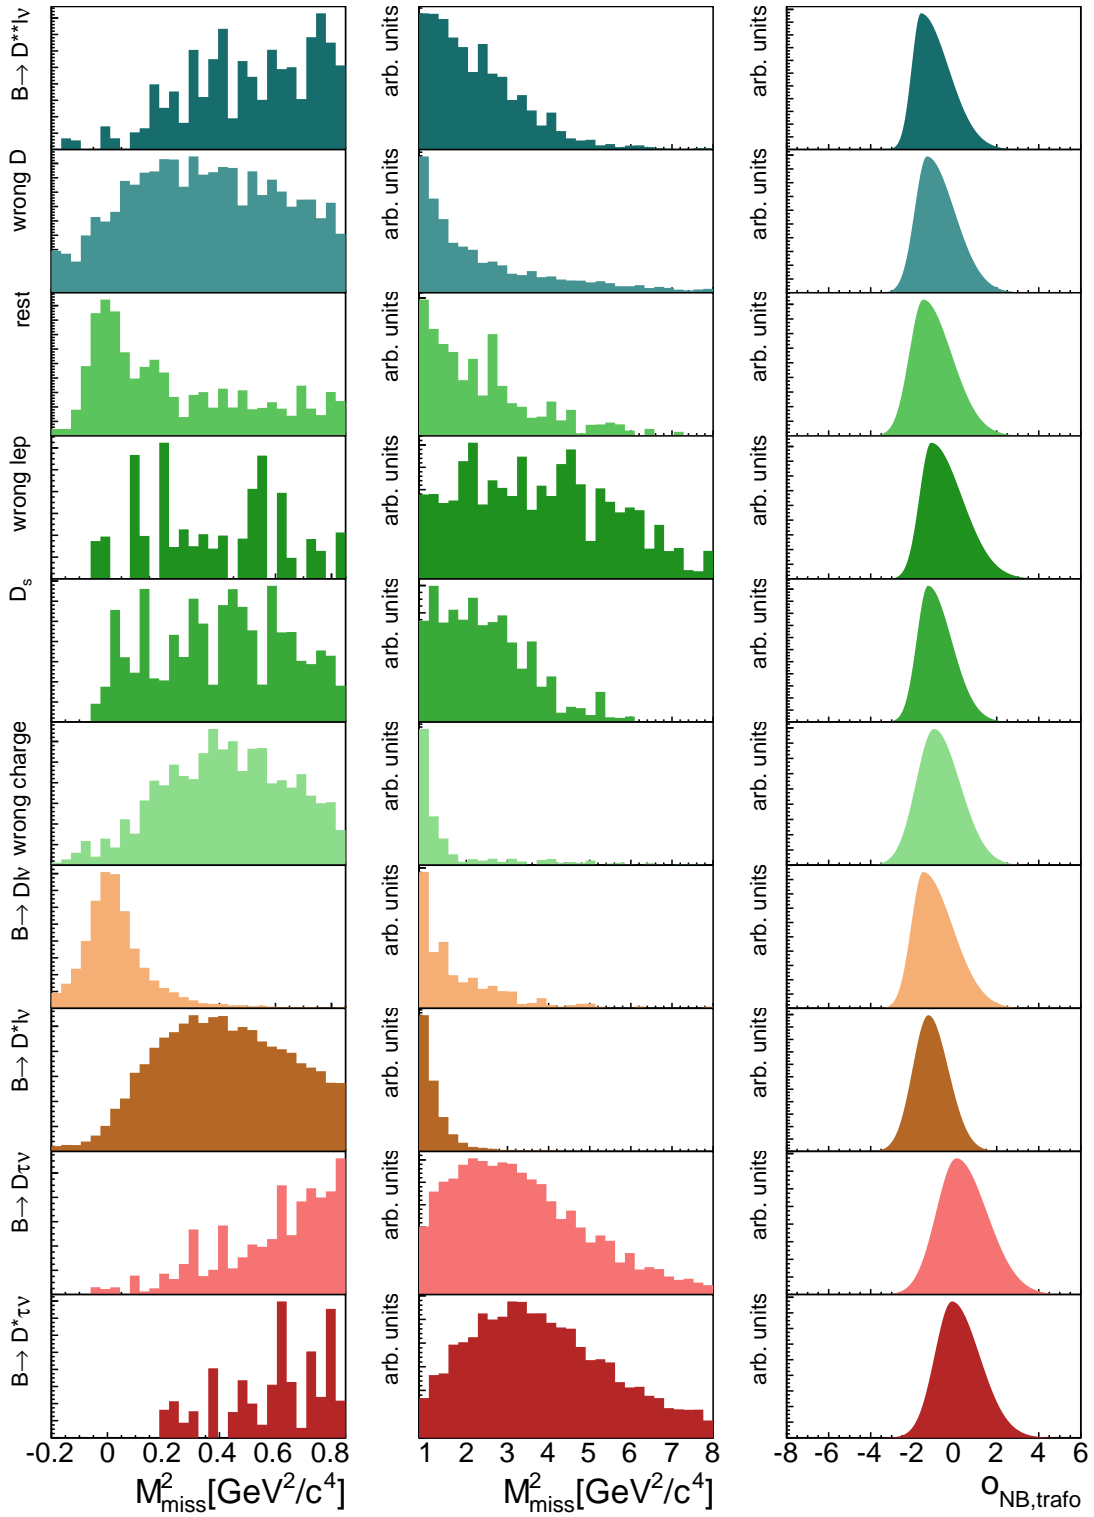 B→ D**lν
arb. units
arb. units
wrong D
arb. units
arb. units
rest
arb. units
arb. units
wrong lep
arb. units
arb. units
D_s
arb. units
arb. units
wrong charge
arb. units
arb. units
B→ Dlν
arb. units
arb. units
B→ D*lν
arb. units
arb. units
B→ Dτν
arb. units
arb. units
B→ D*τν
arb. units
arb. units
-0.2 0 0.2 0.4 0.6 0.8
1 2 3 4 5 6 7 8
-8 -6 -4 -2 0 2 4 6
M²_miss[GeV²/c⁴]
M²_miss[GeV²/c⁴]
o_NB,trafo